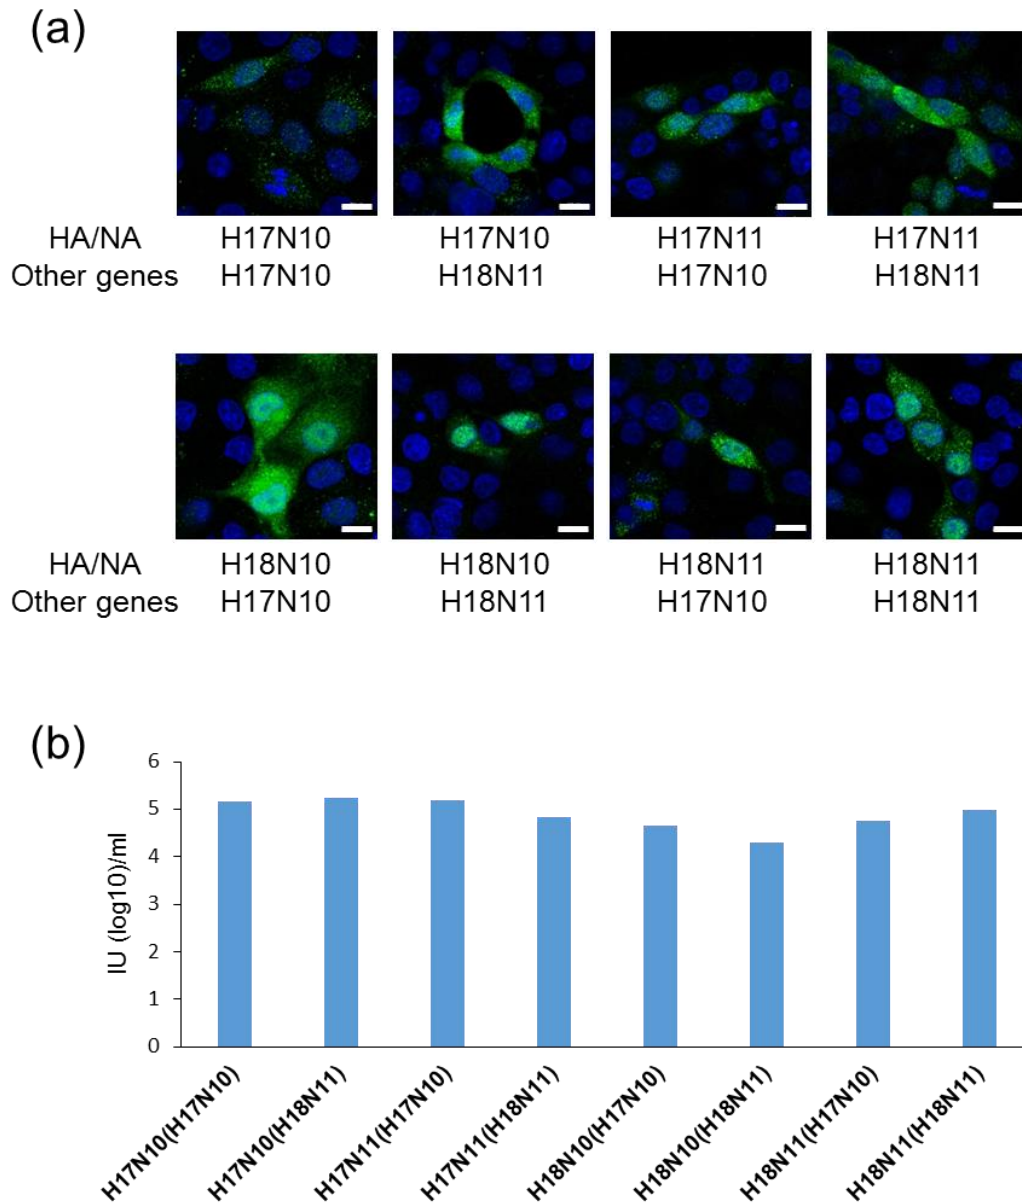 (a)
HA/NA H17N10 H17N10 H17N11 H17N11
Other genes H17N10 H18N11 H17N10 H18N11
HA/NA H18N10 H18N10 H18N11 H18N11
Other genes H17N10 H18N11 H17N10 H18N11
(b)
IU (log10)/ml
6
5
4
3
2
1
0
H17N10(H17N10)
H17N10(H18N11)
H17N11(H17N10)
H17N11(H18N11)
H18N10(H17N10)
H18N10(H18N11)
H18N11(H17N10)
H18N11(H18N11)